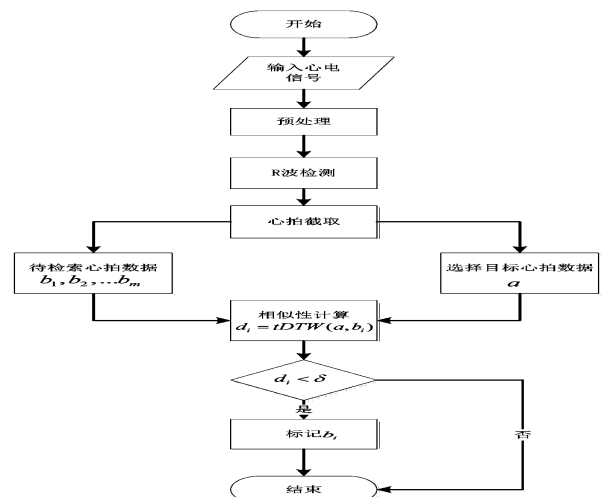 开始
输入心电
信号
预处理
R波检测
心拍截取
待检索心拍数据
b₁,b₂,…bₘ
选择目标心拍数据
a
相似性计算
dᵢ=tDTW(a,bᵢ)
dᵢ<δ
是
否
标记bᵢ
结束